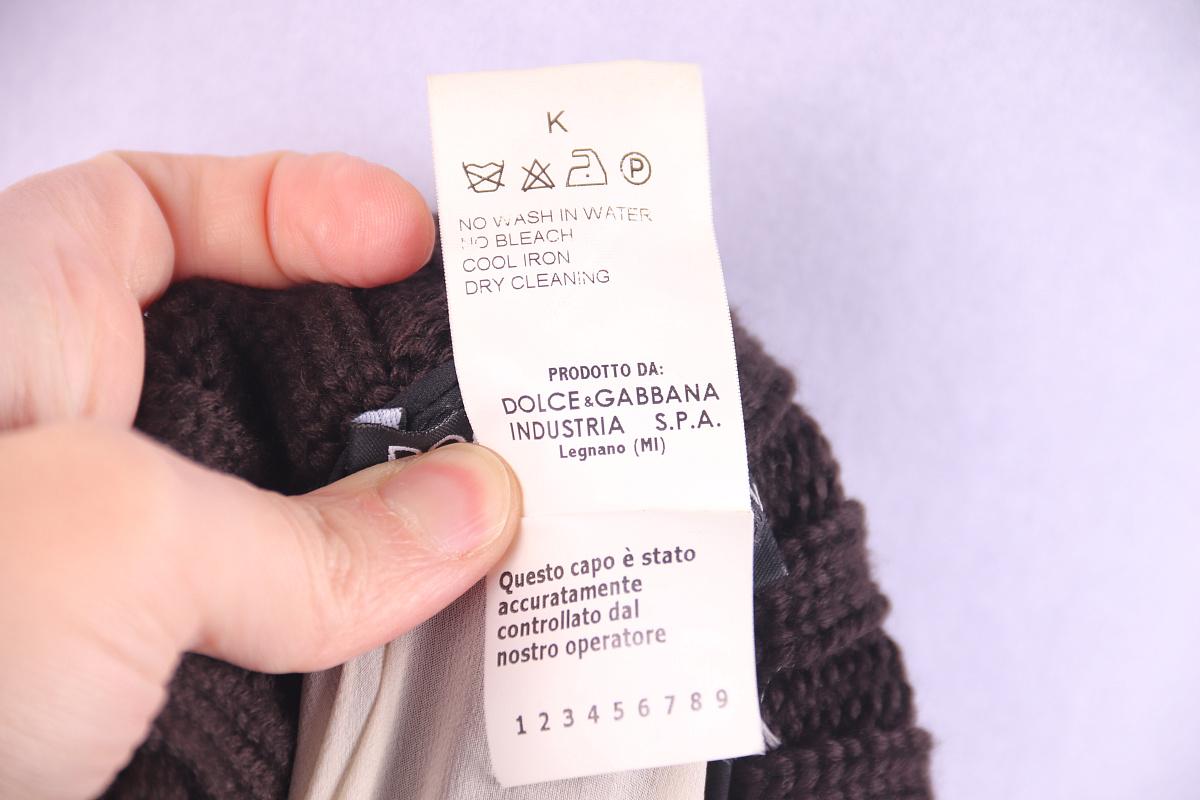 K
P
NO WASH IN WATER
NO BLEACH
COOL IRON
DRY CLEANING
PRODOTTO DA:
DOLCE&GABBANA
INDUSTRIA S.P.A.
Legnano (MI)
Questo capo è stato
accuratamente
controllato dal
nostro operatore
1 2 3 4 5 6 7 8 9